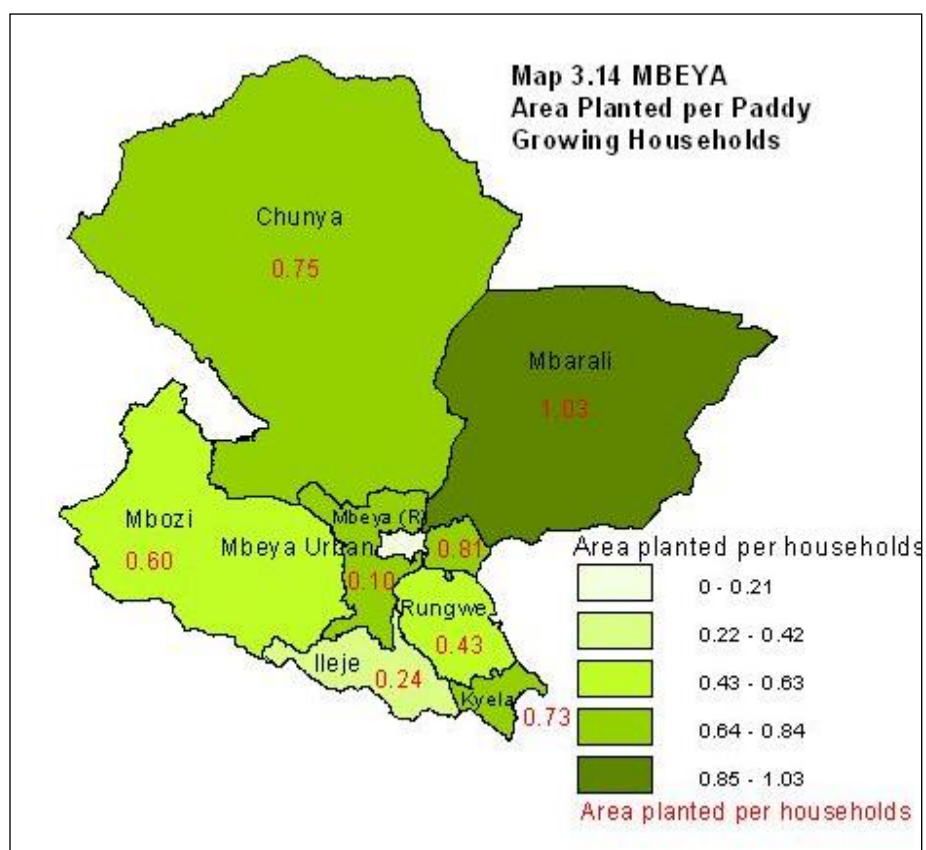 Map 3.14 MBEYA
Area Planted per Paddy
Growing Households
Chunya
0.75
Mbarali
1.03
Mbozi
0.60
Mbeya (R)
Mbeya Urban
0.81
0.10
Rungwe
0.43
Ileje
0.24
Kyela
0.73
Area planted per households
0 - 0.21
0.22 - 0.42
0.43 - 0.63
0.64 - 0.84
0.85 - 1.03
Area planted per households